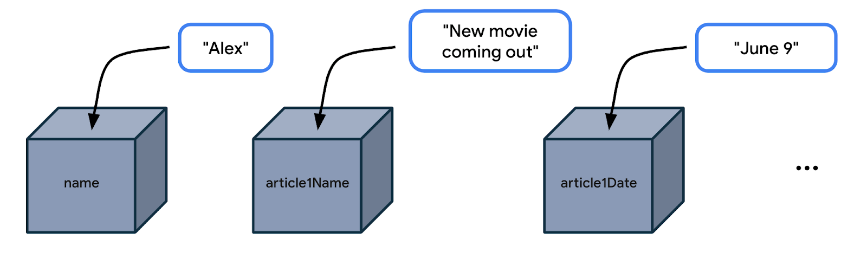 "Alex"
"New movie
coming out"
"June 9"
name
article1Name
article1Date
...